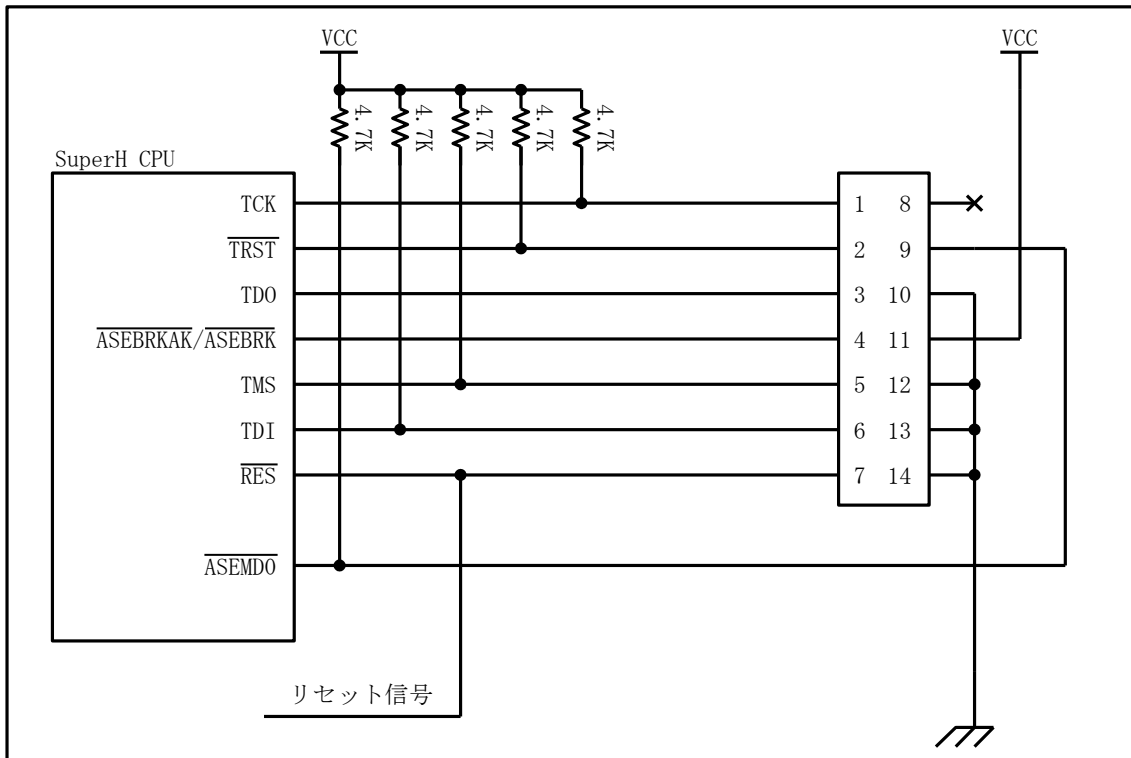 VCC
VCC
4.7K
4.7K
4.7K
4.7K
4.7K
SuperH CPU
TCK
1 8
TRST
2 9
TDO
3 10
ASEBRKAK/ASEBRK
4 11
TMS
5 12
TDI
6 13
RES
7 14
ASEMDO
リセット信号